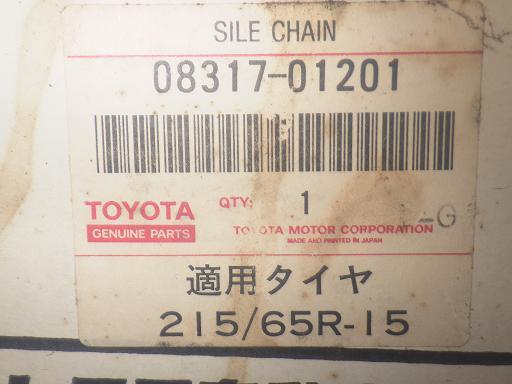 SILE CHAIN
08317-01201
TOYOTA
GENUINE PARTS
QTY: 1
TOYOTA MOTOR CORPORATION
MADE AND PRINTED IN JAPAN
-G
適用タイヤ
215/65R-15